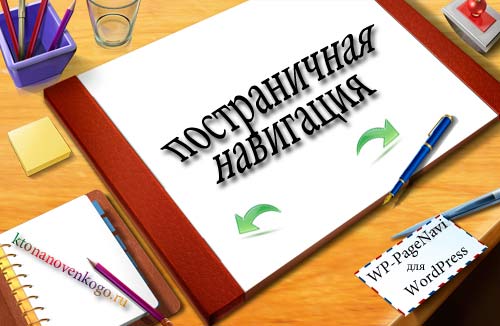 постраничная
навигация
ktonanovenkogo.ru
WP-PageNavi
для
WordPress